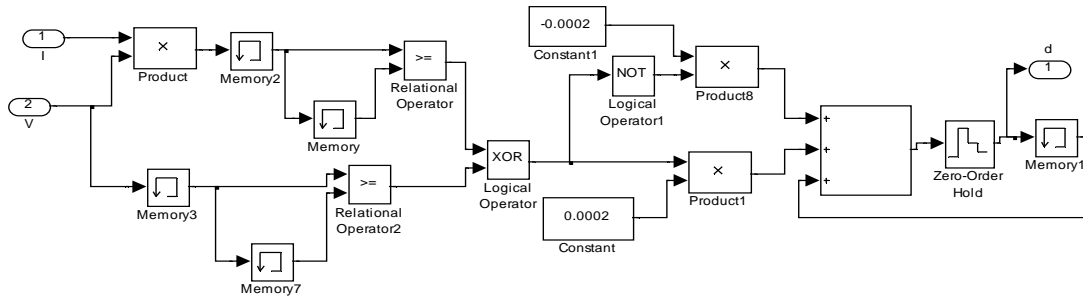 1
I
2
V
×
Product
Memory2
Memory
>=
Relational
Operator
Memory3
Memory7
>=
Relational
Operator2
XOR
Logical
Operator
-0.0002
Constant1
NOT
Logical
Operator1
×
Product8
×
Product1
0.0002
Constant
+
+
+
Zero-Order
Hold
d
1
Memory1